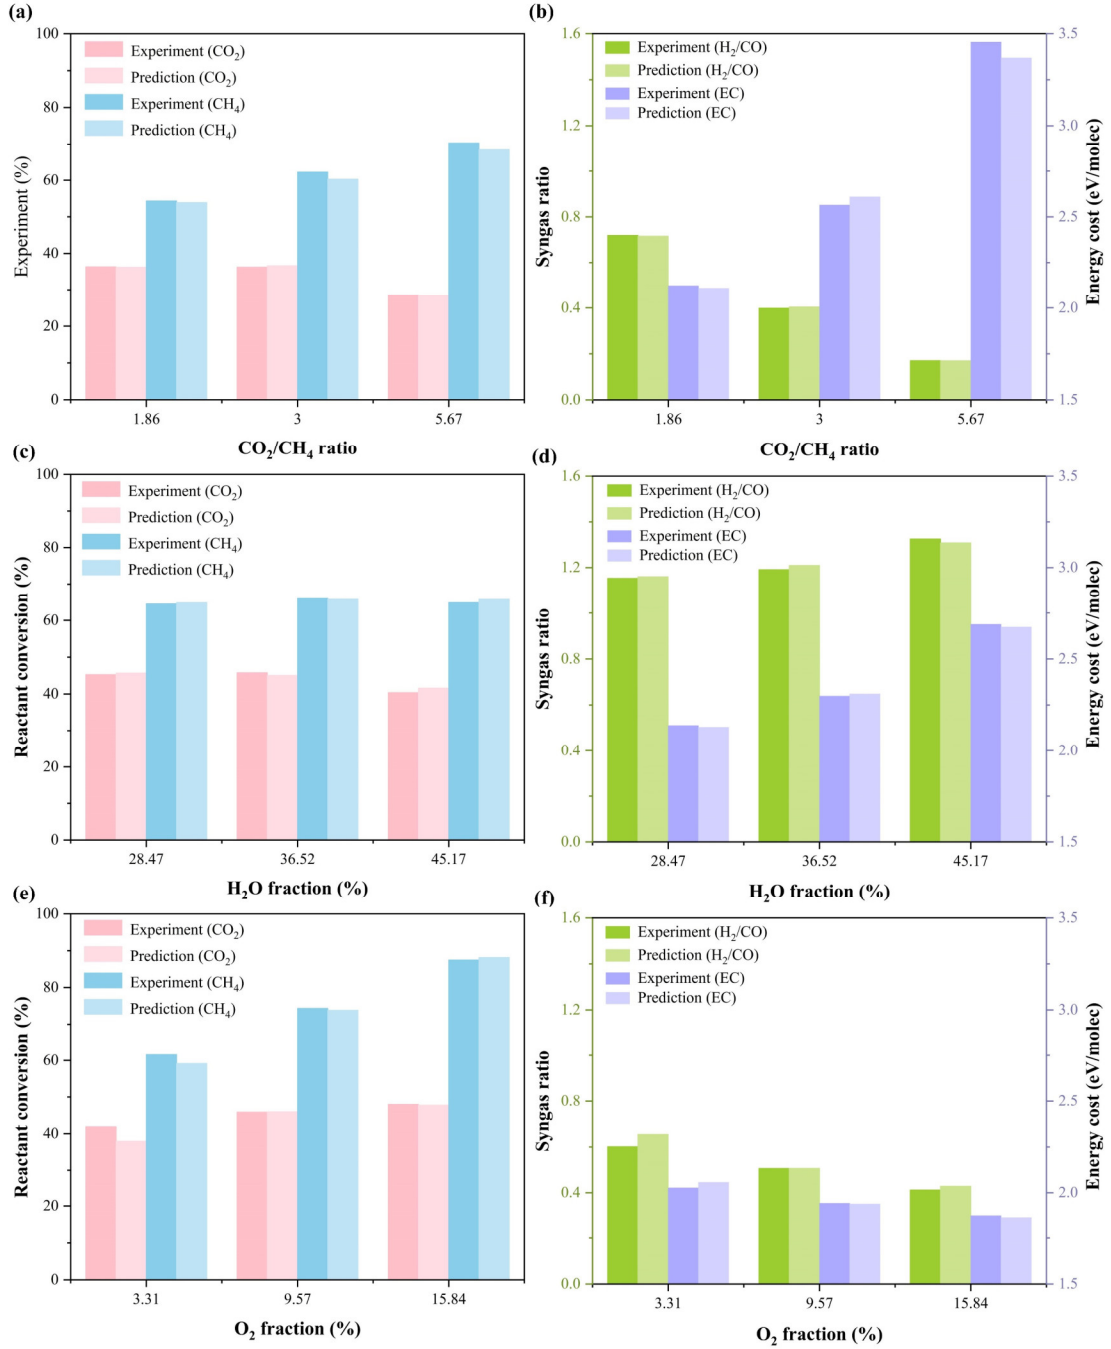 (a)
100
80
60
40
20
0
Experiment (%)
Experiment (CO₂)
Prediction (CO₂)
Experiment (CH₄)
Prediction (CH₄)
1.86 3 5.67
CO₂/CH₄ ratio
(b)
1.6
1.2
0.8
0.4
0.0
Syngas ratio
Experiment (H₂/CO)
Prediction (H₂/CO)
Experiment (EC)
Prediction (EC)
3.5
3.0
2.5
2.0
1.5
Energy cost (eV/molec)
1.86 3 5.67
CO₂/CH₄ ratio
(c)
100
80
60
40
20
0
Reactant conversion (%)
Experiment (CO₂)
Prediction (CO₂)
Experiment (CH₄)
Prediction (CH₄)
28.47 36.52 45.17
H₂O fraction (%)
(d)
1.6
1.2
0.8
0.4
0.0
Syngas ratio
Experiment (H₂/CO)
Prediction (H₂/CO)
Experiment (EC)
Prediction (EC)
3.5
3.0
2.5
2.0
1.5
Energy cost (eV/molec)
28.47 36.52 45.17
H₂O fraction (%)
(e)
100
80
60
40
20
0
Reactant conversion (%)
Experiment (CO₂)
Prediction (CO₂)
Experiment (CH₄)
Prediction (CH₄)
3.31 9.57 15.84
O₂ fraction (%)
(f)
1.6
1.2
0.8
0.4
0.0
Syngas ratio
Experiment (H₂/CO)
Prediction (H₂/CO)
Experiment (EC)
Prediction (EC)
3.5
3.0
2.5
2.0
1.5
Energy cost (eV/molec)
3.31 9.57 15.84
O₂ fraction (%)